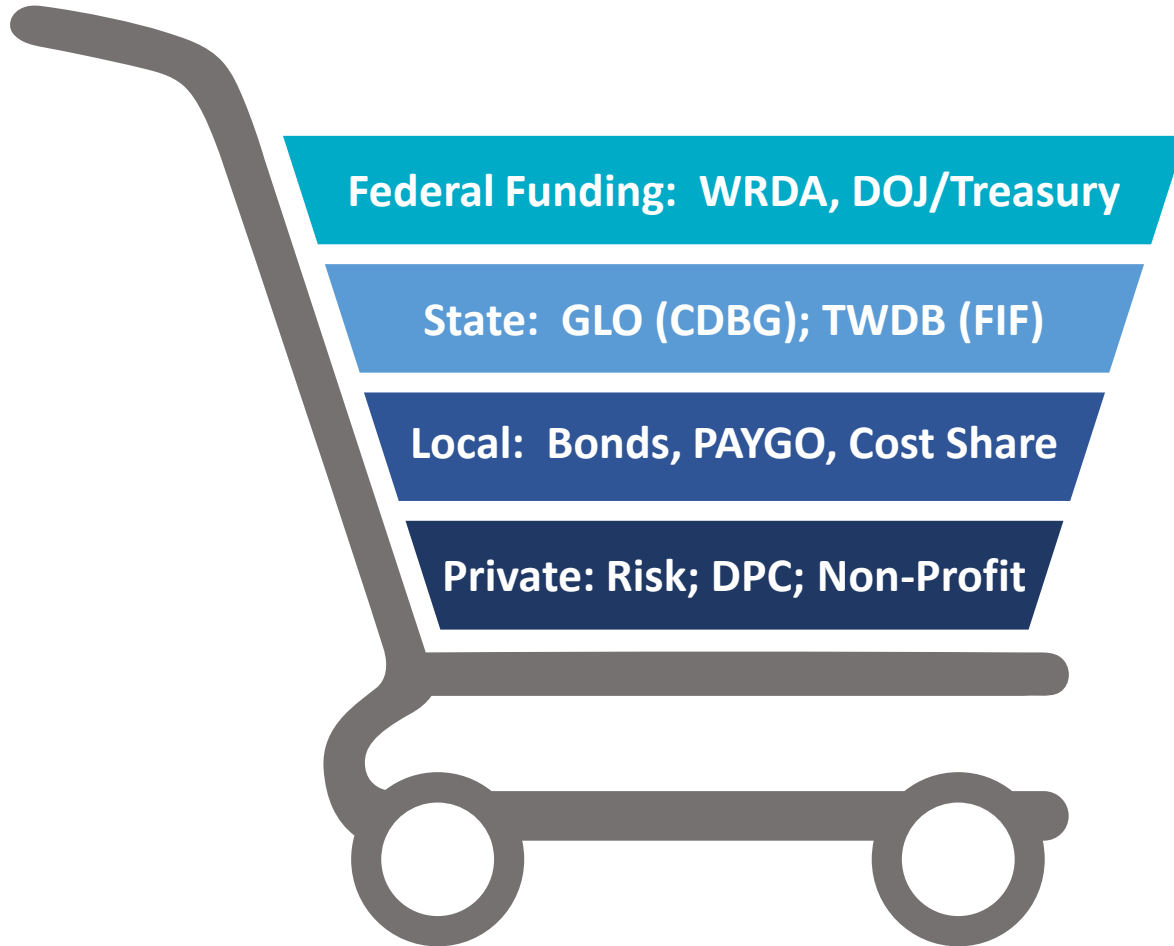 Federal Funding:  WRDA, DOJ/Treasury
State:  GLO (CDBG); TWDB (FIF)
Local:  Bonds, PAYGO, Cost Share
Private: Risk; DPC; Non-Profit